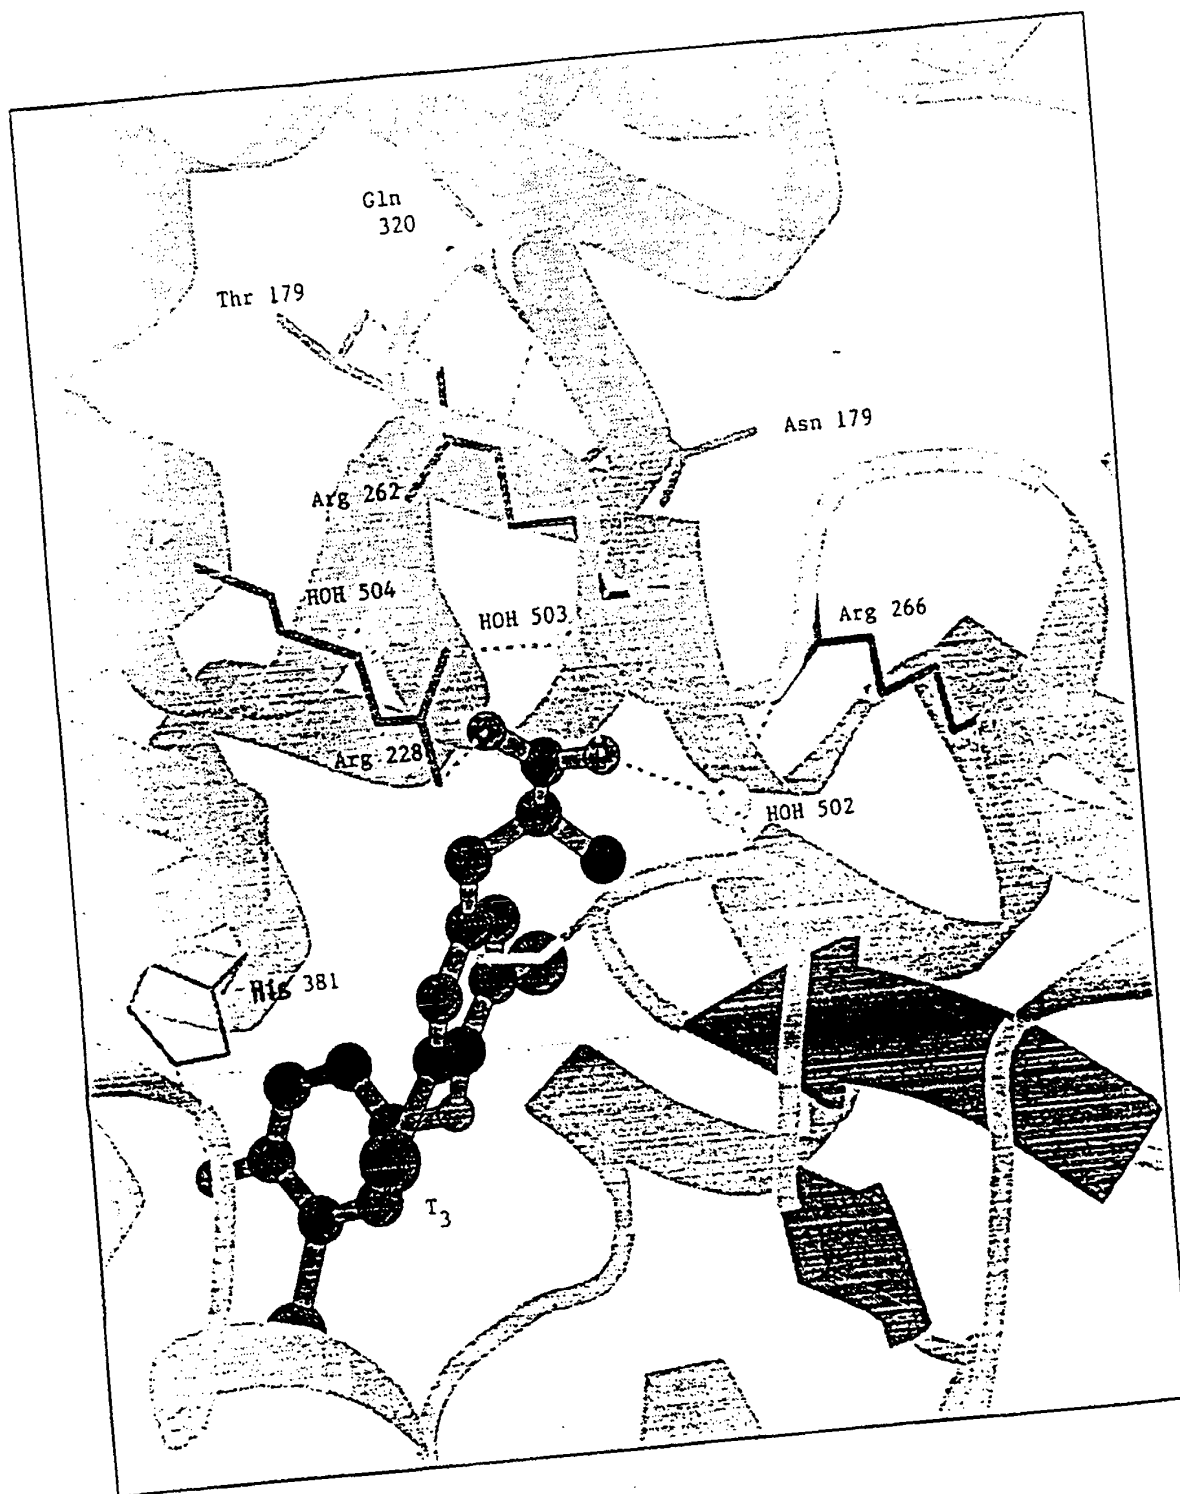 Gln
320
Thr 179
Asn 179
Arg 262
HOH 504
HOH 503
Arg 266
Arg 228
HOH 502
His 381
T3